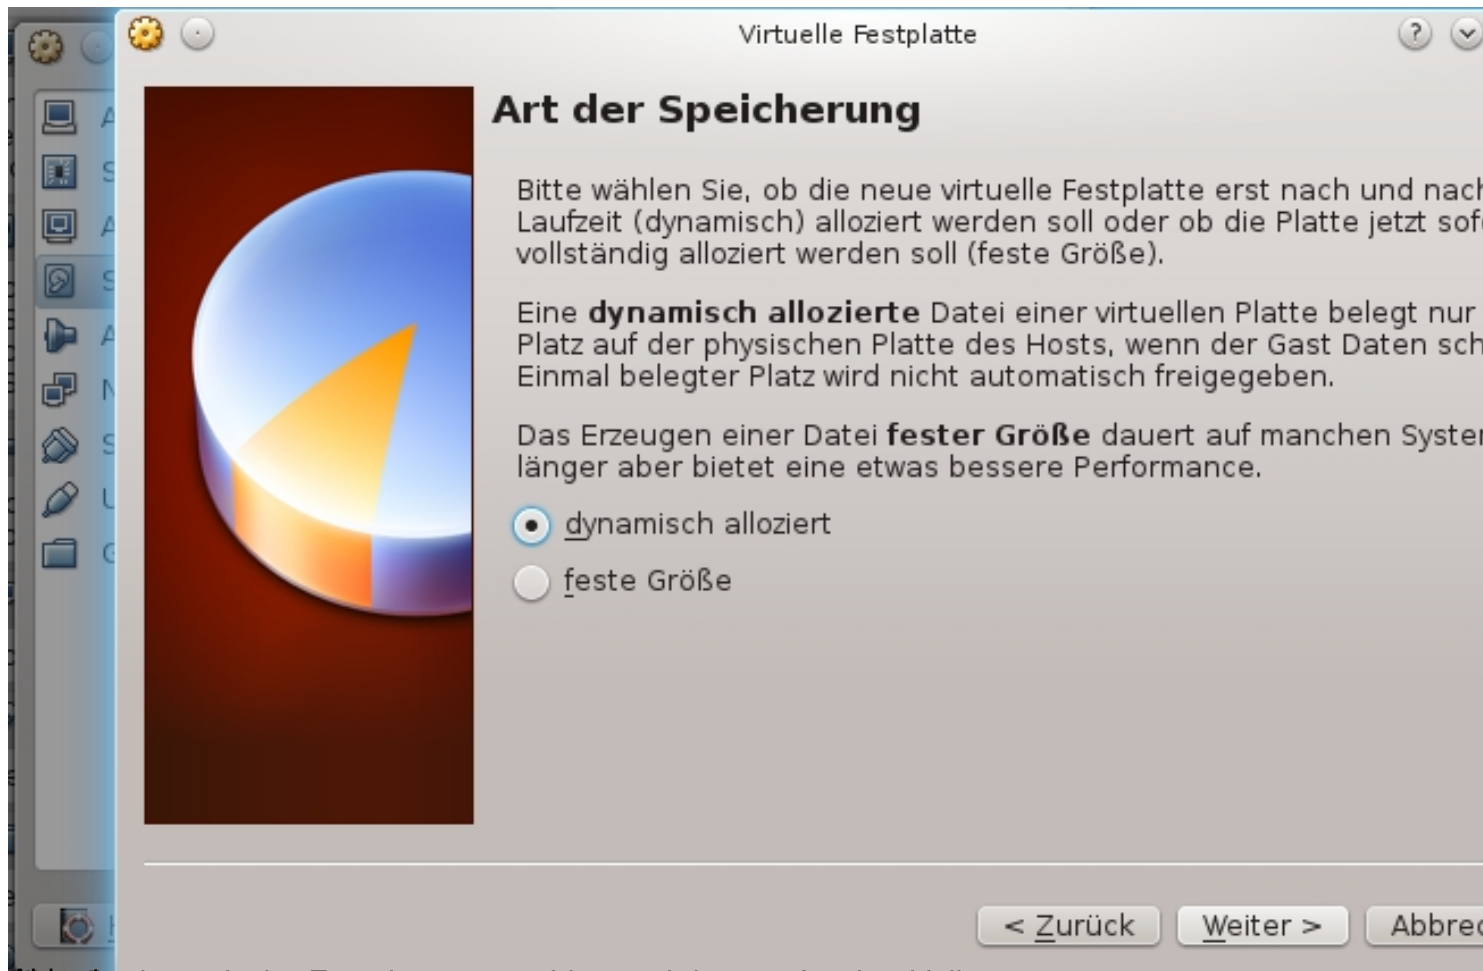 Virtuelle Festplatte
Art der Speicherung
Bitte wählen Sie, ob die neue virtuelle Festplatte erst nach und nach
Laufzeit (dynamisch) alloziert werden soll oder ob die Platte jetzt sof
vollständig alloziert werden soll (feste Größe).
Eine dynamisch allozierte Datei einer virtuellen Platte belegt nur
Platz auf der physischen Platte des Hosts, wenn der Gast Daten sch
Einmal belegter Platz wird nicht automatisch freigegeben.
Das Erzeugen einer Datei fester Größe dauert auf manchen System
länger aber bietet eine etwas bessere Performance.
dynamisch alloziert
feste Größe
< Zurück
Weiter >
Abbrec